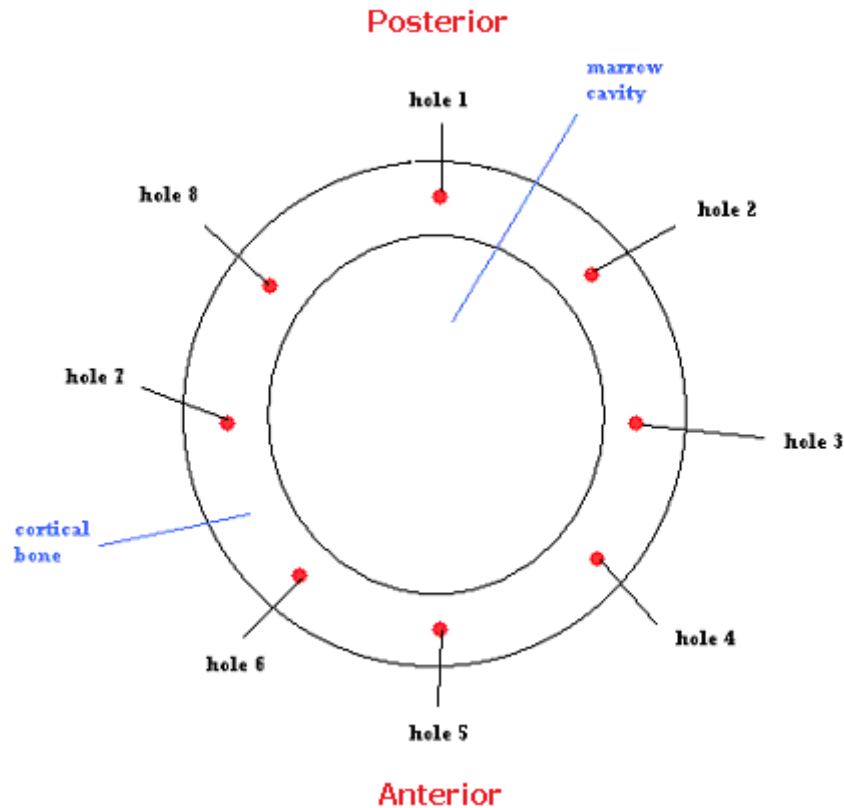 Posterior
marrow
cavity
hole 1
hole 8
hole 2
hole 7
hole 3
cortical
bone
hole 4
hole 6
hole 5
Anterior